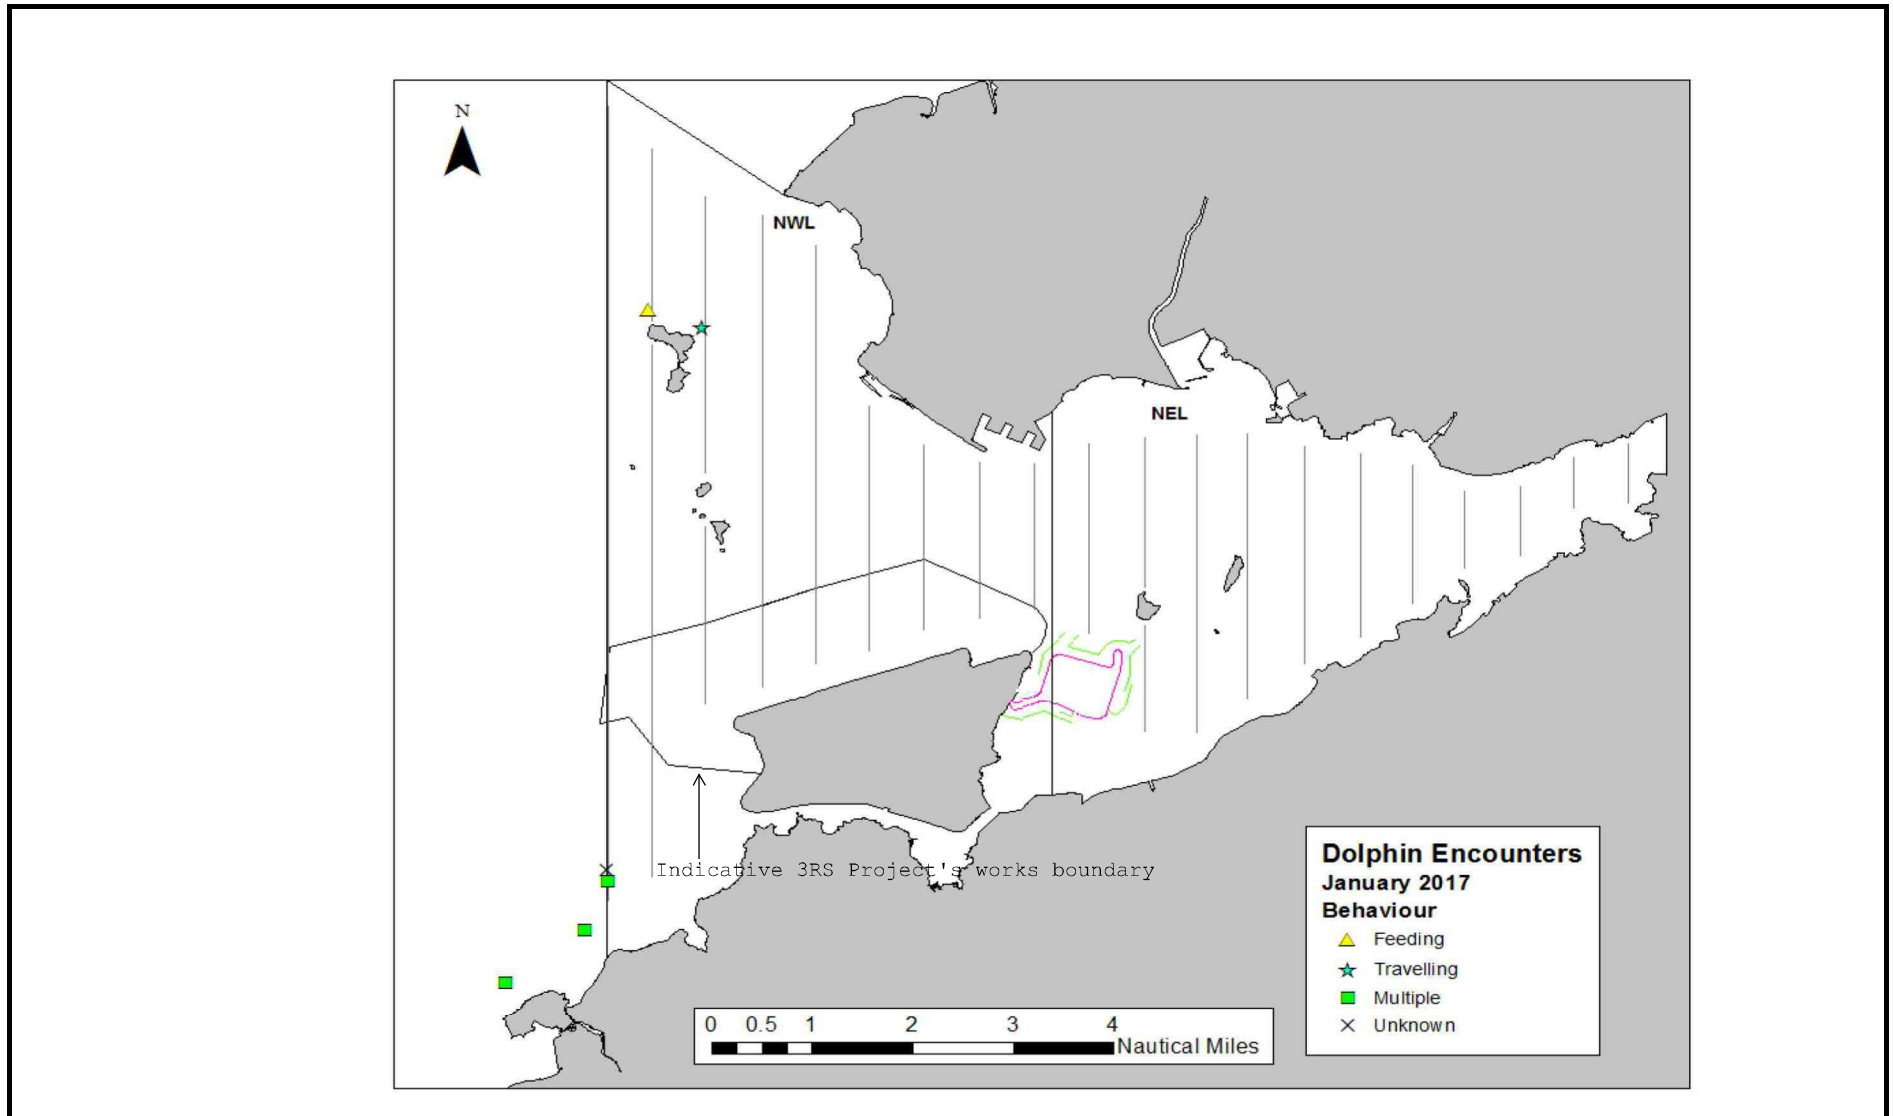 N
NWL
NEL
Indicative 3RS Project's works boundary
Dolphin Encounters
January 2017
Behaviour
Feeding
Travelling
Multiple
Unknown
0 0.5 1 2 3 4
Nautical Miles